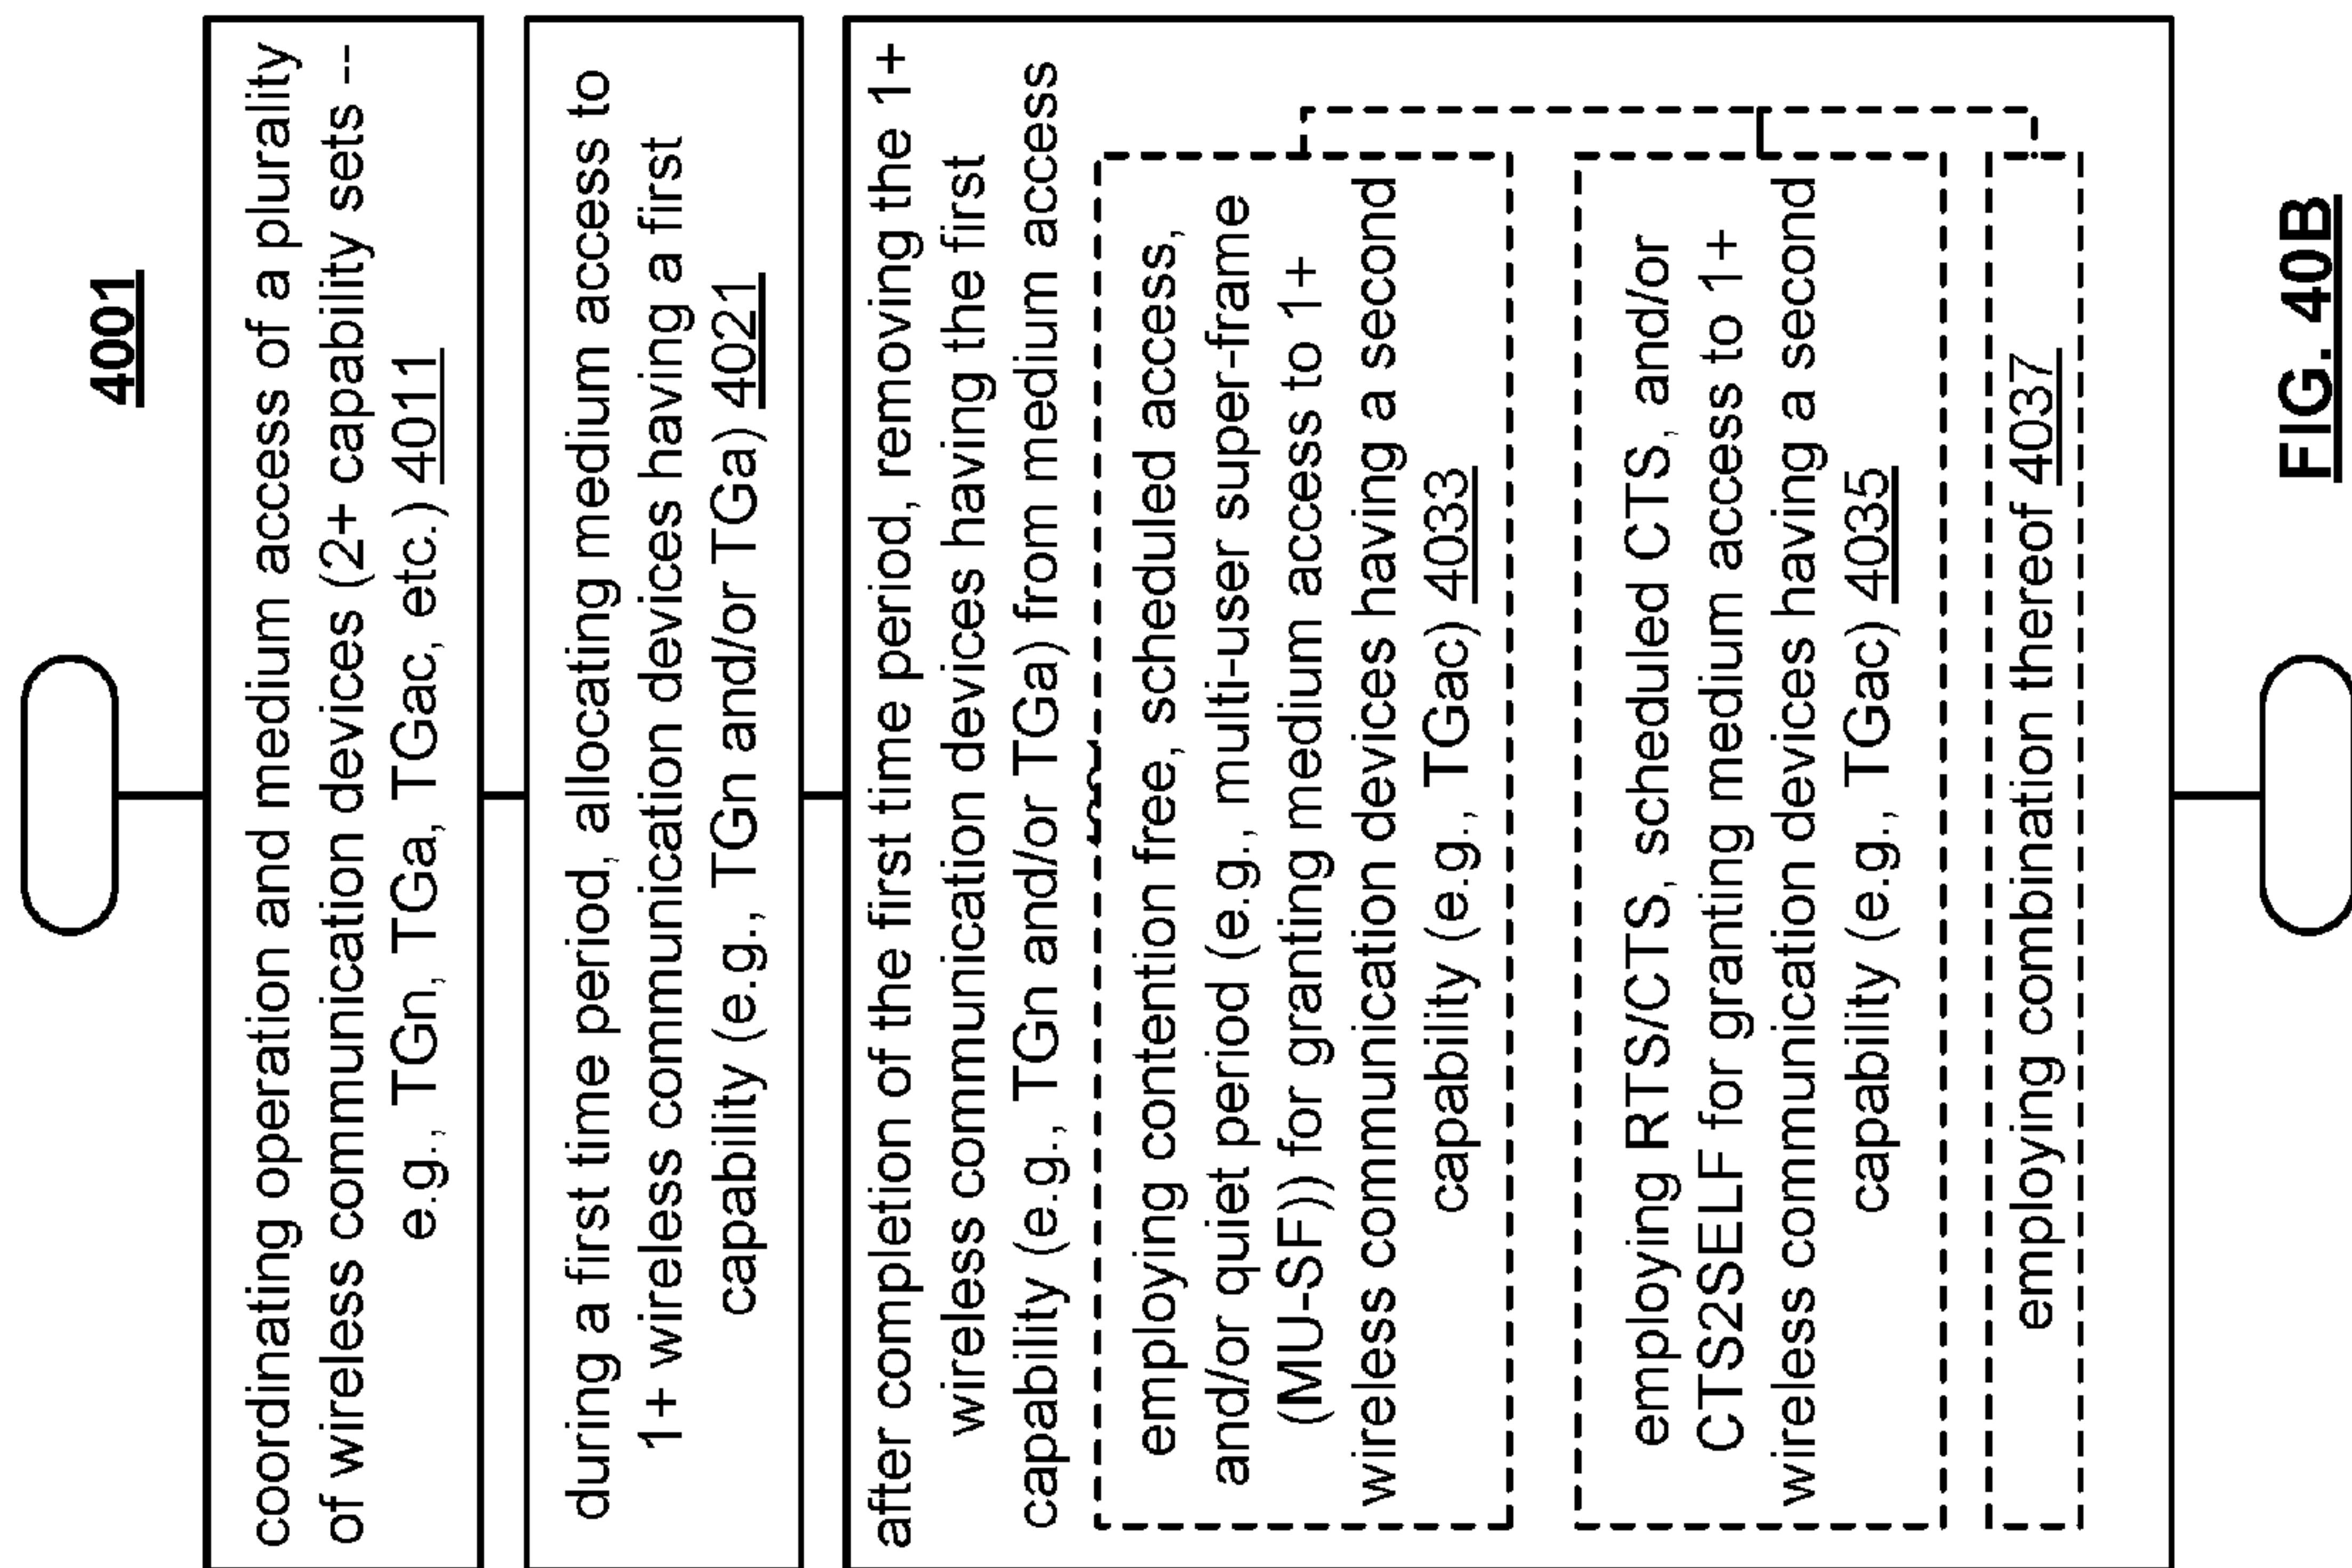 4001
coordinating operation and medium access of a plurality
of wireless communication devices (2+ capability sets --
e.g., TGn, TGa, TGac, etc.) 4011
during a first time period, allocating medium access to
1+ wireless communication devices having a first
capability (e.g., TGn and/or TGa) 4021
after completion of the first time period, removing the 1+
wireless communication devices having the first
capability (e.g., TGn and/or TGa) from medium access
employing contention free, scheduled access,
and/or quiet period (e.g., multi-user super-frame
(MU-SF)) for granting medium access to 1+
wireless communication devices having a second
capability (e.g., TGac) 4033
employing RTS/CTS, scheduled CTS, and/or
CTS2SELF for granting medium access to 1+
wireless communication devices having a second
capability (e.g., TGac) 4035
employing combination thereof 4037
FIG. 40B